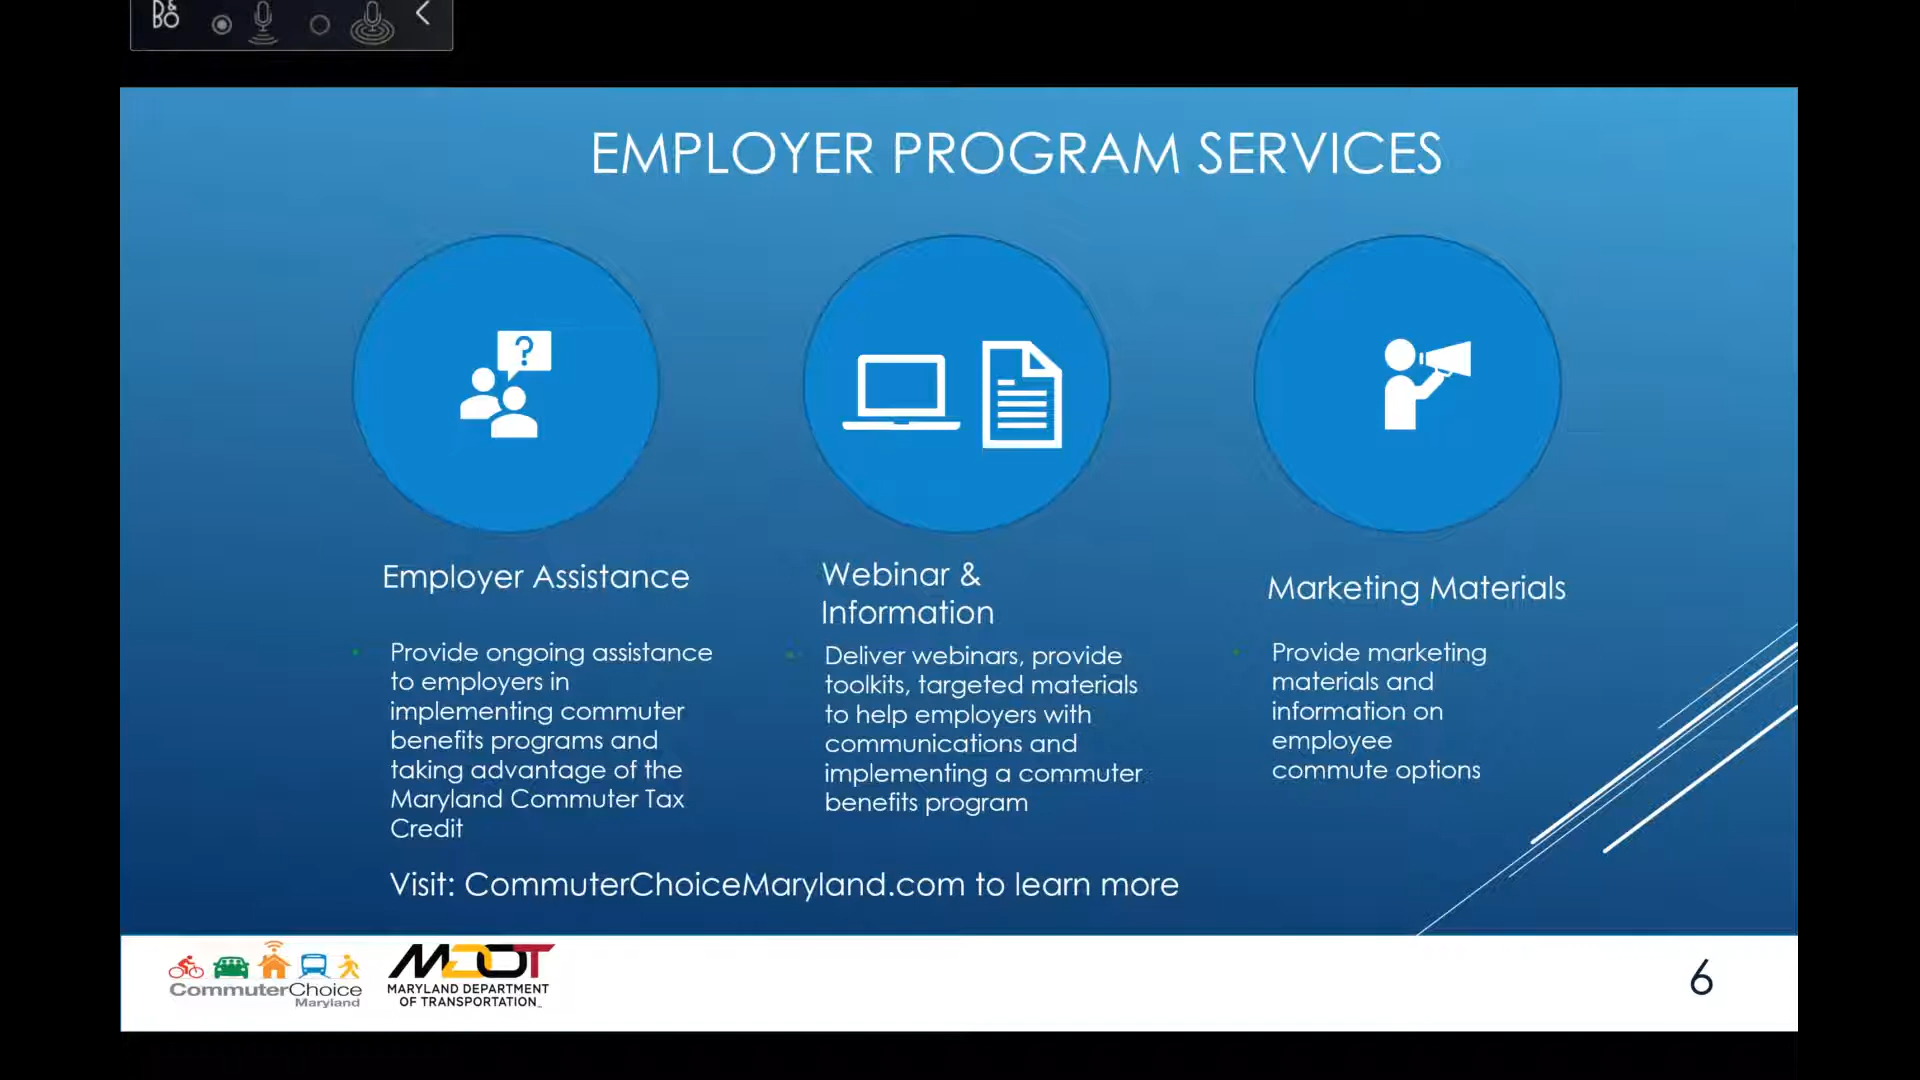 B&O
EMPLOYER PROGRAM SERVICES
?
Employer Assistance
Provide ongoing assistance
to employers in
implementing commuter
benefits programs and
taking advantage of the
Maryland Commuter Tax
Credit
Webinar &
Information
Deliver webinars, provide
toolkits, targeted materials
to help employers with
communications and
implementing a commuter
benefits program
Marketing Materials
Provide marketing
materials and
information on
employee
commute options
Visit: CommuterChoiceMaryland.com to learn more
CommuterChoice
Maryland
MDOT
MARYLAND DEPARTMENT
OF TRANSPORTATION
6